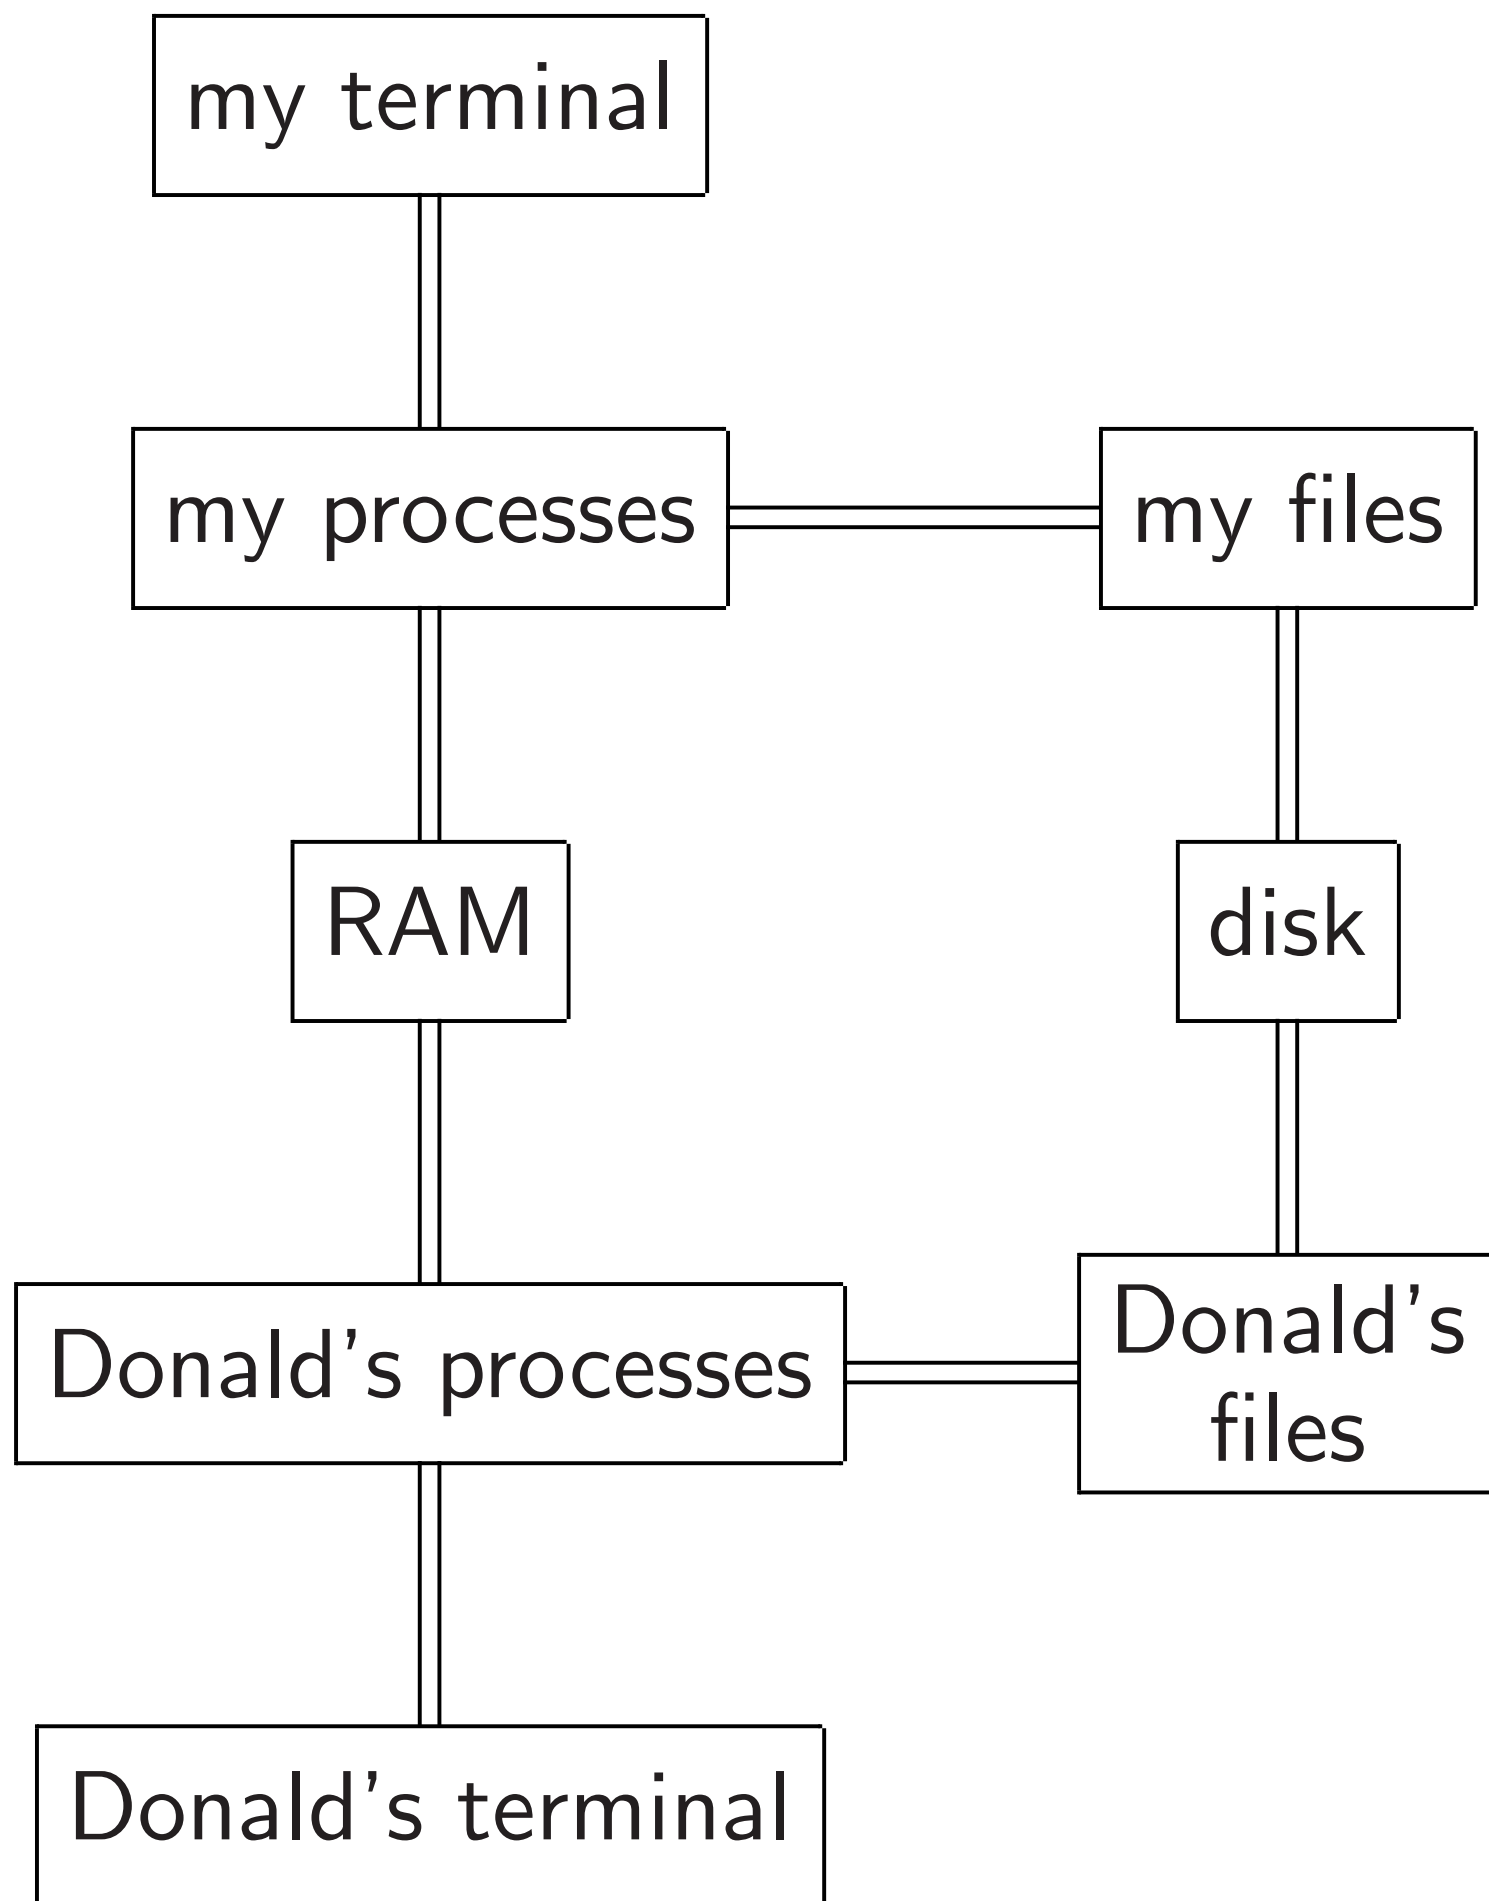 my terminal
my processes
my files
RAM
disk
Donald's processes
Donald's
files
Donald's terminal